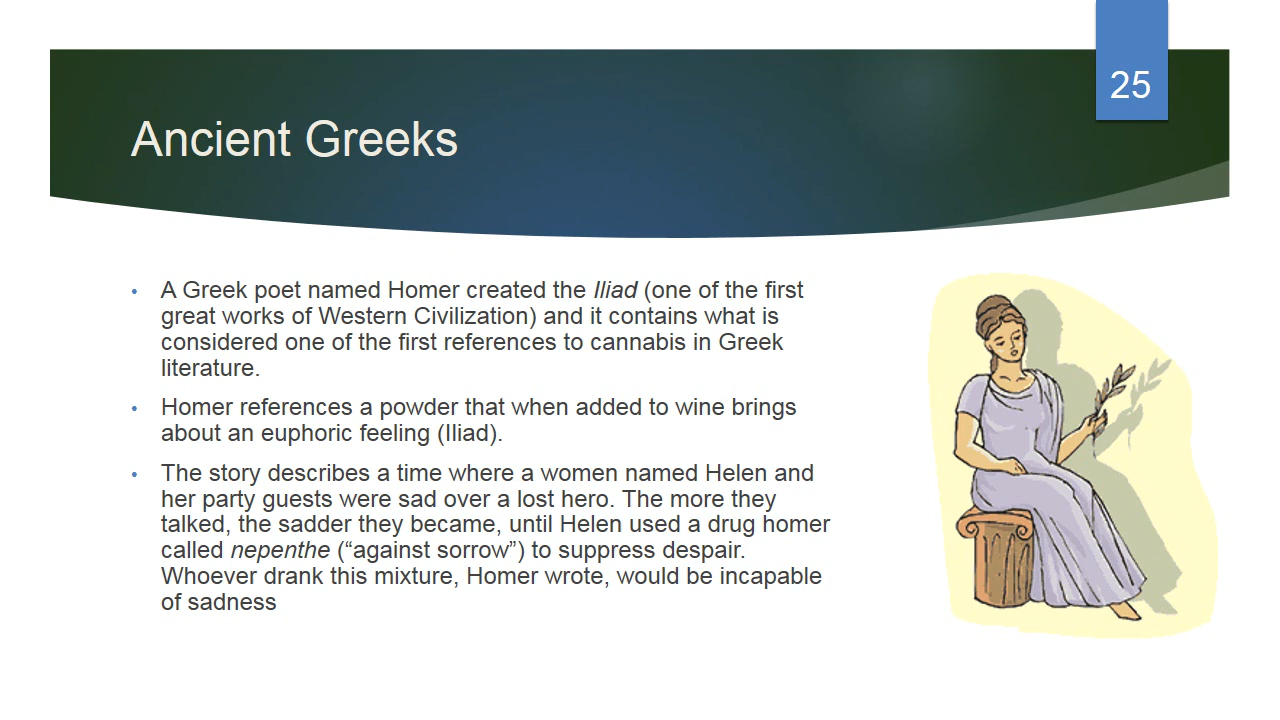 25
Ancient Greeks
• A Greek poet named Homer created the Iliad (one of the first
great works of Western Civilization) and it contains what is
considered one of the first references to cannabis in Greek
literature.
• Homer references a powder that when added to wine brings
about an euphoric feeling (Iliad).
• The story describes a time where a women named Helen and
her party guests were sad over a lost hero. The more they
talked, the sadder they became, until Helen used a drug homer
called nepenthe (“against sorrow”) to suppress despair.
Whoever drank this mixture, Homer wrote, would be incapable
of sadness